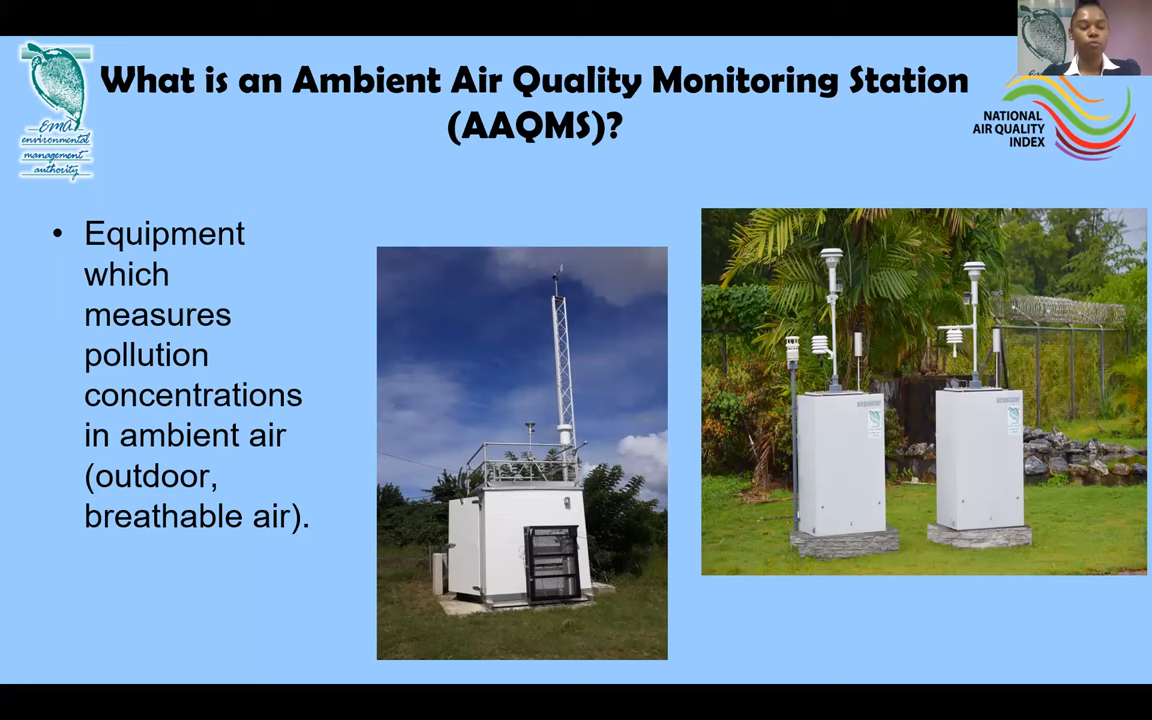 What is an Ambient Air Quality Monitoring Station
(AAQMS)?
EMA
environmental
management
authority
NATIONAL
AIR QUALITY
INDEX
• Equipment
which
measures
pollution
concentrations
in ambient air
(outdoor,
breathable air).